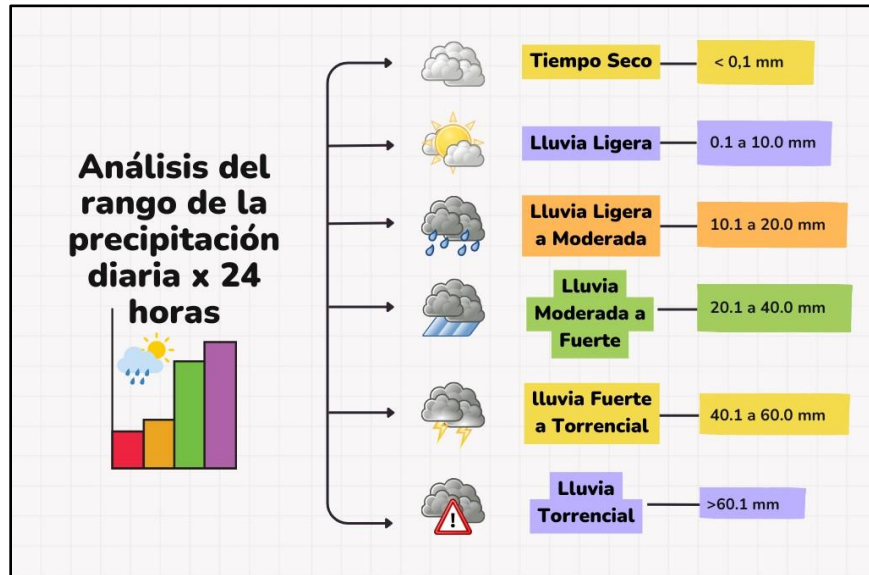 Análisis del
rango de la
precipitación
diaria x 24
horas
Tiempo Seco
< 0,1 mm
Lluvia Ligera
0.1 a 10.0 mm
Lluvia Ligera
a Moderada
10.1 a 20.0 mm
Lluvia
Moderada a
Fuerte
20.1 a 40.0 mm
lluvia Fuerte
a Torrencial
40.1 a 60.0 mm
Lluvia
Torrencial
>60.1 mm